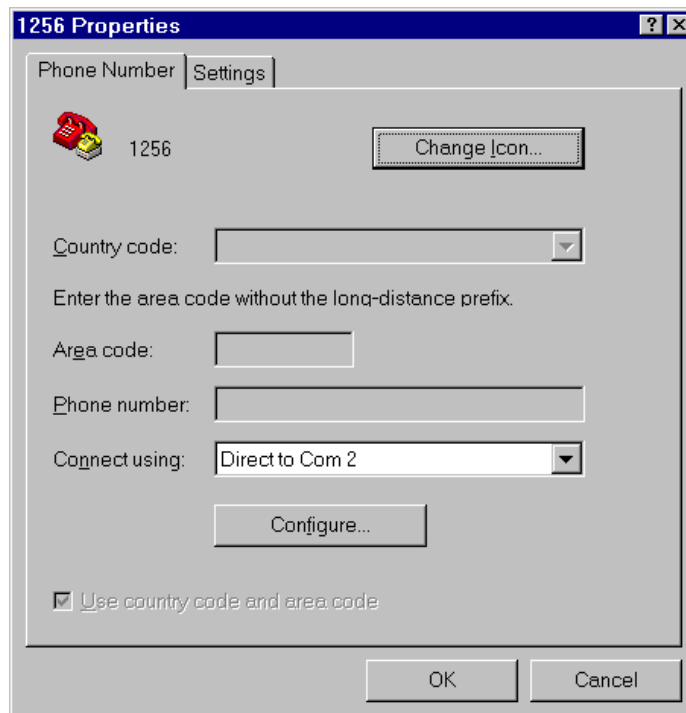 1256 Properties
Phone Number Settings
1256 Change Icon...
Country code:
Enter the area code without the long-distance prefix.
Area code:
Phone number:
Connect using: Direct to Com 2
Configure...
Use country code and area code
OK Cancel